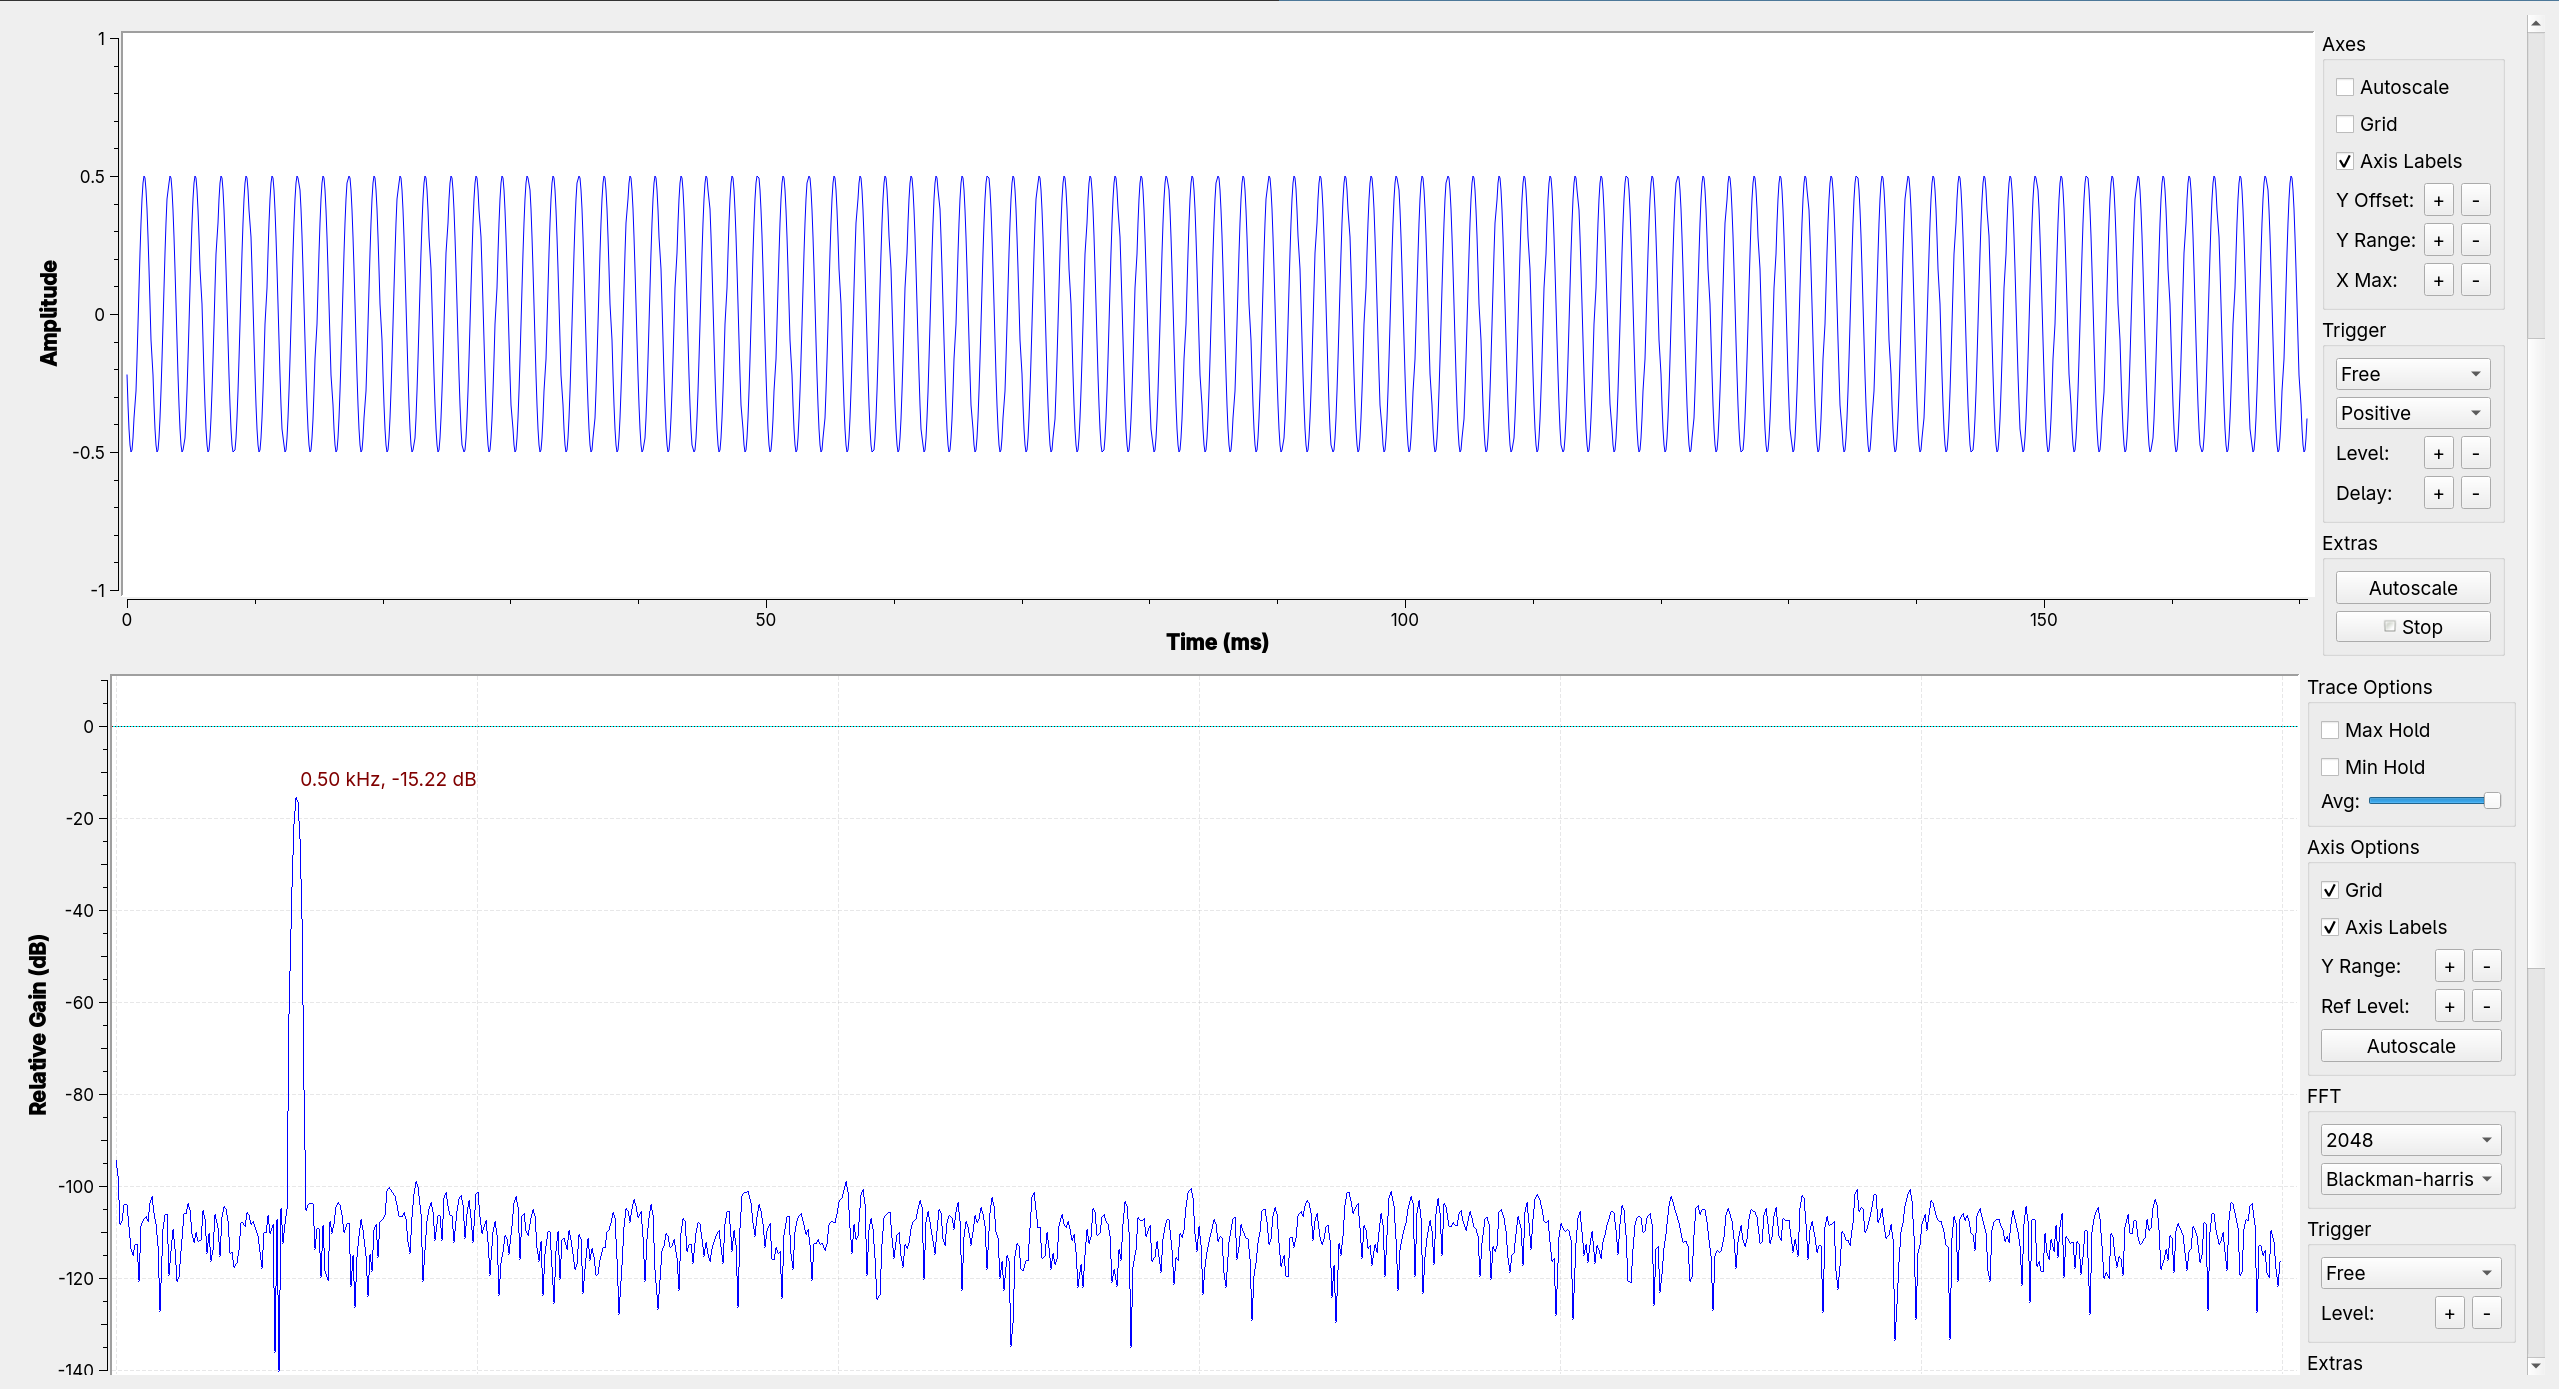 1
0.5
0
-0.5
-1
Amplitude
0 50 100 150
Time (ms)
Axes
Autoscale
Grid
Axis Labels
Y Offset: + -
Y Range: + -
X Max: + -
Trigger
Free
Positive
Level: + -
Delay: + -
Extras
Autoscale
Stop
0
-20
-40
-60
-80
-100
-120
-140
Relative Gain (dB)
0.50 kHz, -15.22 dB
Trace Options
Max Hold
Min Hold
Avg:
Axis Options
Grid
Axis Labels
Y Range: + -
Ref Level: + -
Autoscale
FFT
2048
Blackman-harris
Trigger
Free
Level: + -
Extras